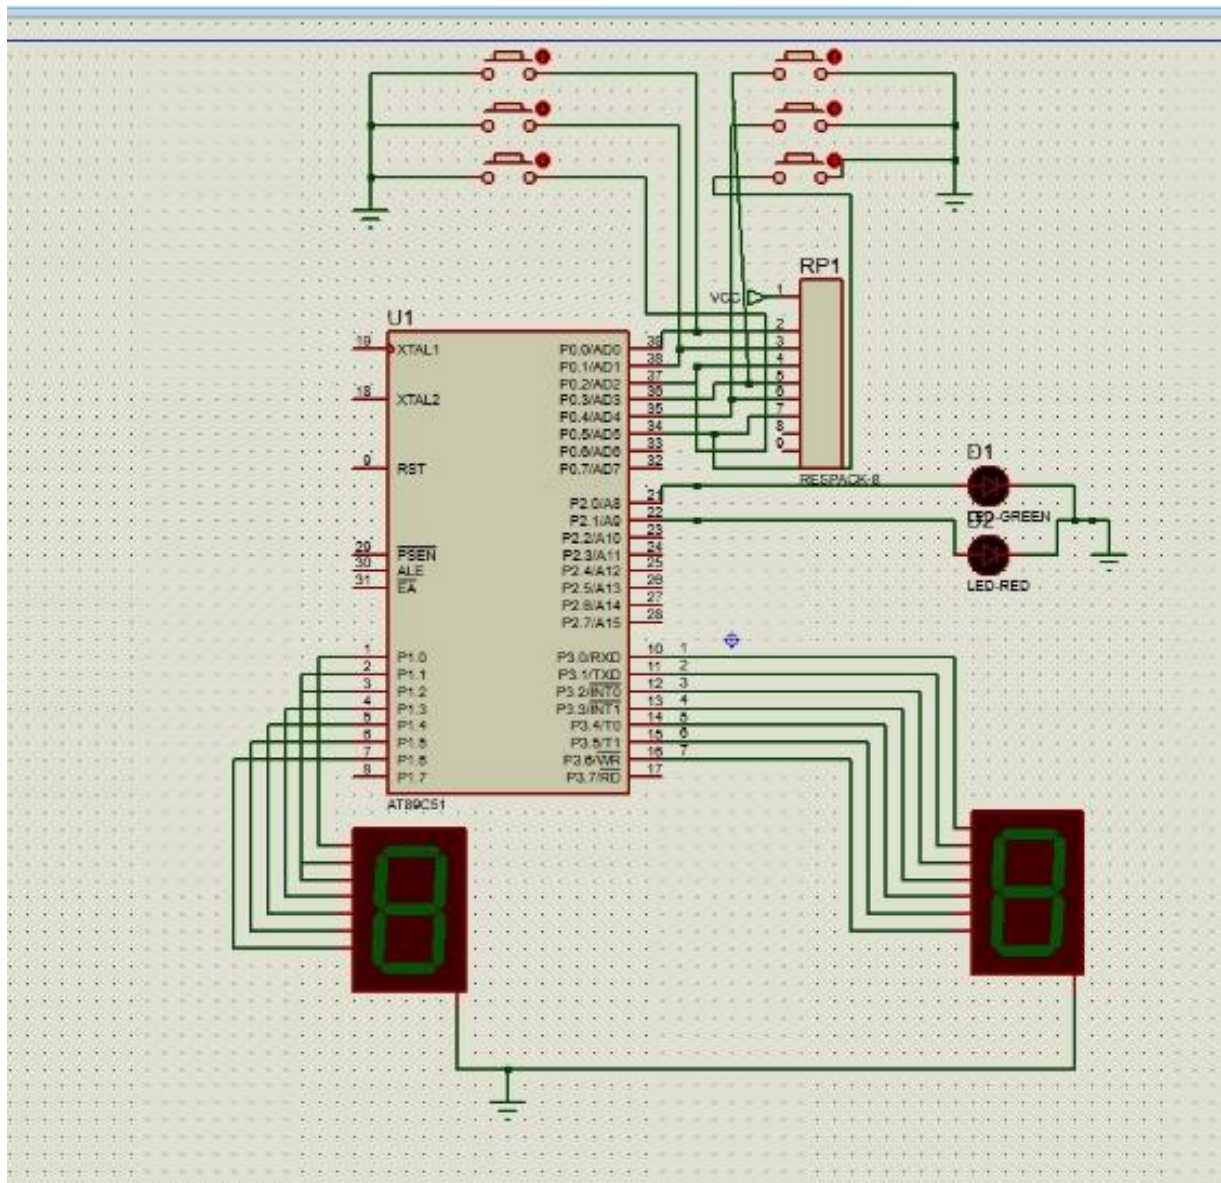 RP1
VCC
1
2
3
4
5
6
7
8
9
RESPACK-8
U1
19
XTAL1
18
XTAL2
9
RST
29
PSEN
30
ALE
31
EA
P0.0/AD0
39
P0.1/AD1
38
P0.2/AD2
37
P0.3/AD3
36
P0.4/AD4
35
P0.5/AD5
34
P0.6/AD6
33
P0.7/AD7
32
P2.0/A8
21
P2.1/A9
22
P2.2/A10
23
P2.3/A11
24
P2.4/A12
25
P2.5/A13
26
P2.6/A14
27
P2.7/A15
28
D1
LED-GREEN
D2
LED-RED
1
P1.0
2
P1.1
3
P1.2
4
P1.3
5
P1.4
6
P1.5
7
P1.6
8
P1.7
P3.0/RXD
10
1
P3.1/TXD
11
2
P3.2/INT0
12
3
P3.3/INT1
13
4
P3.4/T0
14
5
P3.5/T1
15
6
P3.6/WR
16
7
P3.7/RD
17
AT89C51